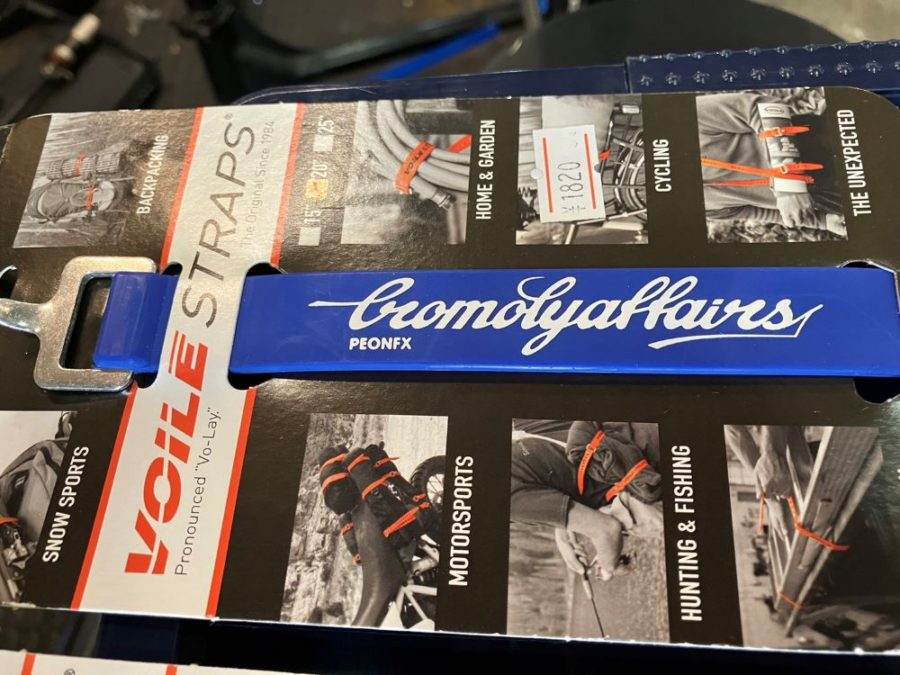 BACKPACKING
VOILÉ STRAPS®
The Original Since 1984
Pronounced "Vo-Lay."
15" 20" 25"
HOME & GARDEN
¥1820
CYCLING
THE UNEXPECTED
cromolyaffairs
PEONFX
SNOW SPORTS
MOTORSPORTS
HUNTING & FISHING